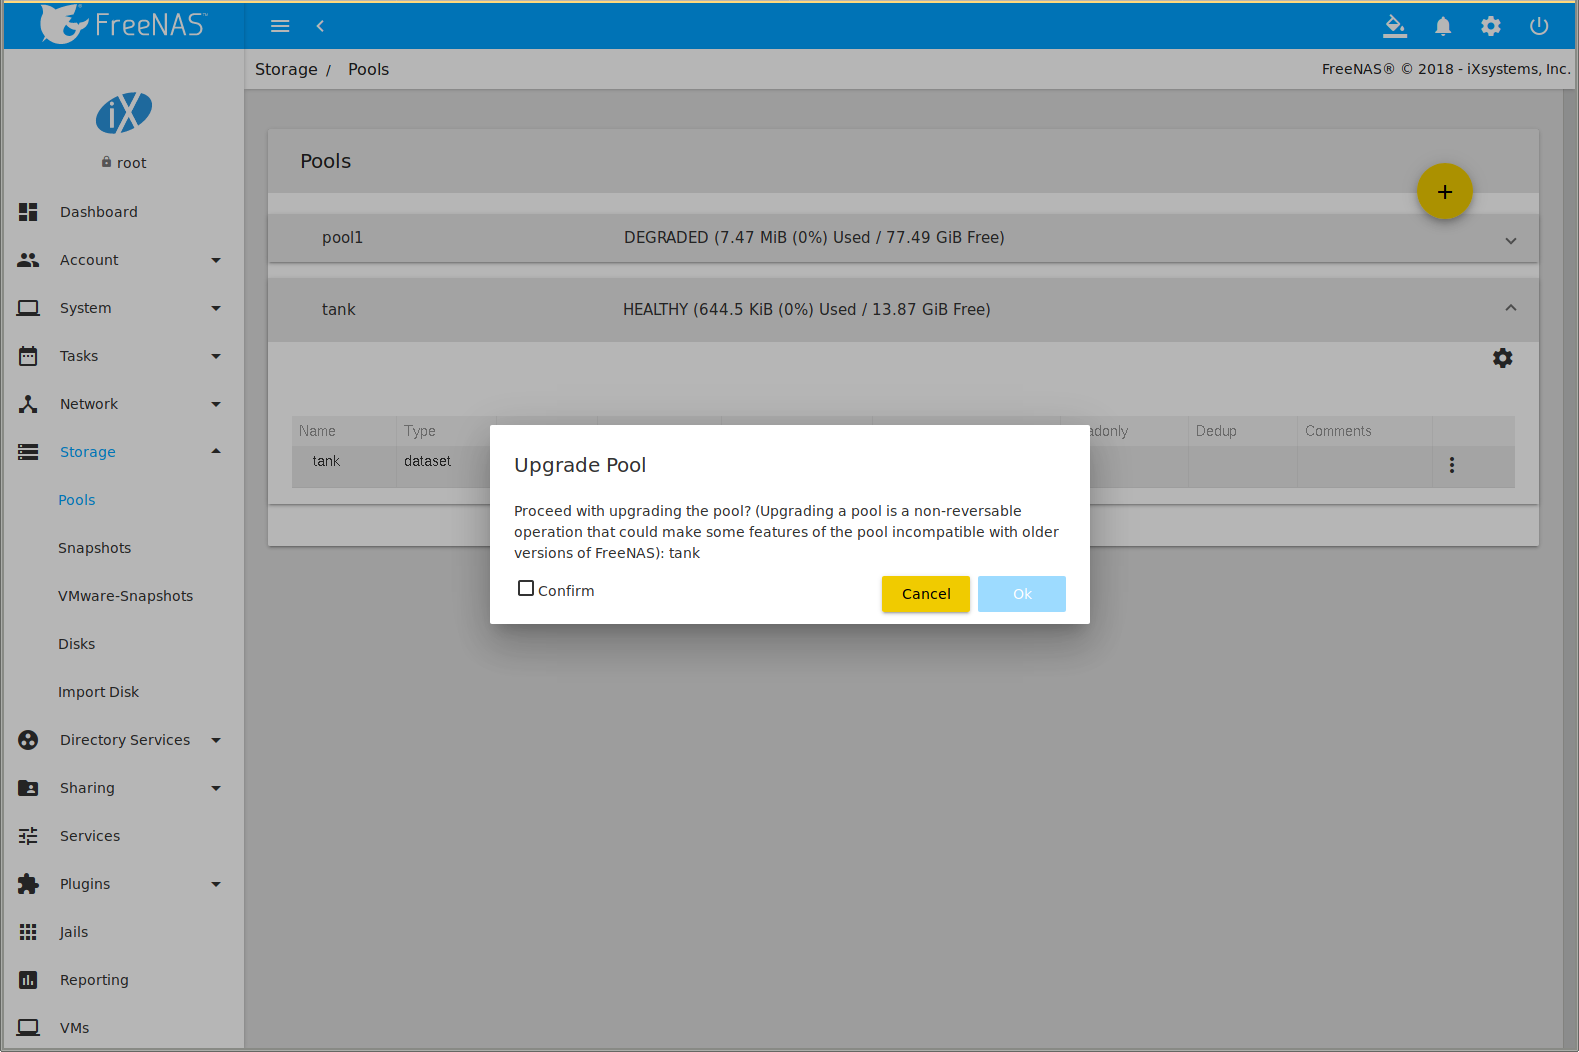 FreeNAS
Storage / Pools
FreeNAS® © 2018 - iXsystems, Inc.
iX
root
Dashboard
Account
System
Tasks
Network
Storage
Pools
Snapshots
VMware-Snapshots
Disks
Import Disk
Directory Services
Sharing
Services
Plugins
Jails
Reporting
VMs
Pools
+
pool1 DEGRADED (7.47 MiB (0%) Used / 77.49 GiB Free)
tank HEALTHY (644.5 KiB (0%) Used / 13.87 GiB Free)
Name Type Dedup Comments
tank dataset
Upgrade Pool
Proceed with upgrading the pool? (Upgrading a pool is a non-reversable
operation that could make some features of the pool incompatible with older
versions of FreeNAS): tank
Confirm
Cancel Ok